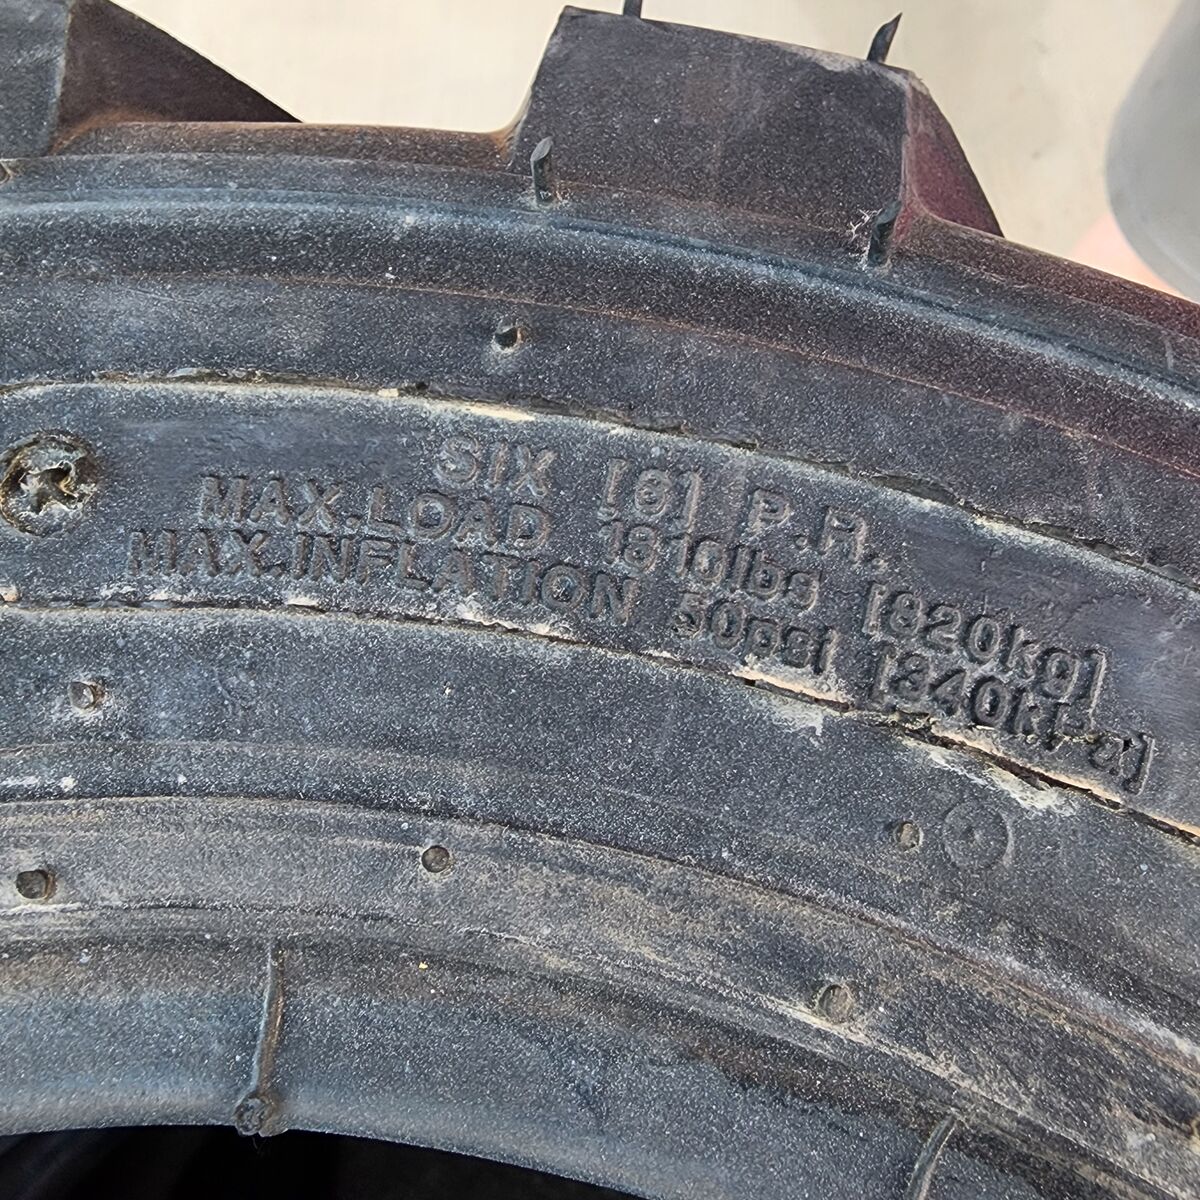 SIX [6] P.R.
MAX.LOAD 1810lbs [820kg]
MAX.INFLATION 50psi [340kPa]